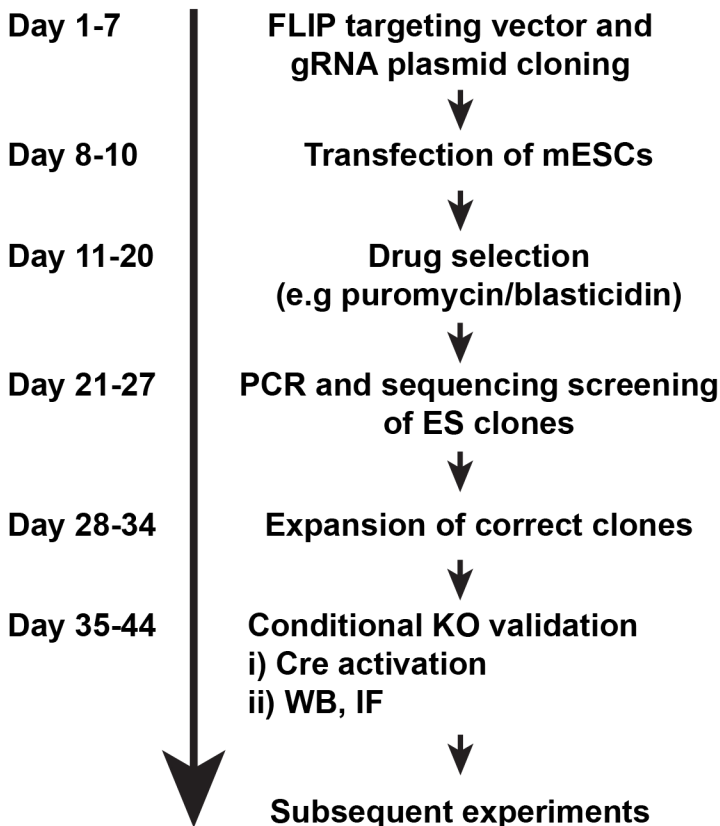 Day 1-7 FLIP targeting vector and
gRNA plasmid cloning
Day 8-10 Transfection of mESCs
Day 11-20 Drug selection
(e.g puromycin/blasticidin)
Day 21-27 PCR and sequencing screening
of ES clones
Day 28-34 Expansion of correct clones
Day 35-44 Conditional KO validation
i) Cre activation
ii) WB, IF
Subsequent experiments